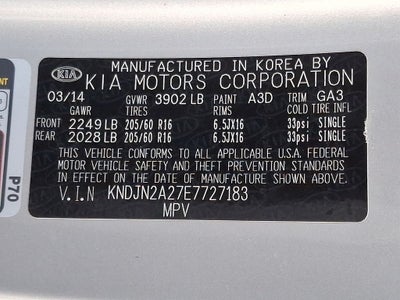 MANUFACTURED IN KOREA BY
KIA KIA MOTORS CORPORATION
03/14 GVWR 3902 LB PAINT A3D TRIM GA3
GAWR TIRES RIMS COLD TIRE INFL
FRONT 2249 LB 205/60 R16 6.5JX16 33psi SINGLE
REAR 2028 LB 205/60 R16 6.5JX16 33psi SINGLE
THIS VEHICLE CONFORMS TO ALL APPLICABLE U.S.A. FEDERAL
MOTOR VEHICLE SAFETY AND THEFT PREVENTION STANDARDS
IN EFFECT ON THE DATE OF MANUFACTURE SHOWN ABOVE.
V.I.N KNDJN2A27E7727183
MPV
P70